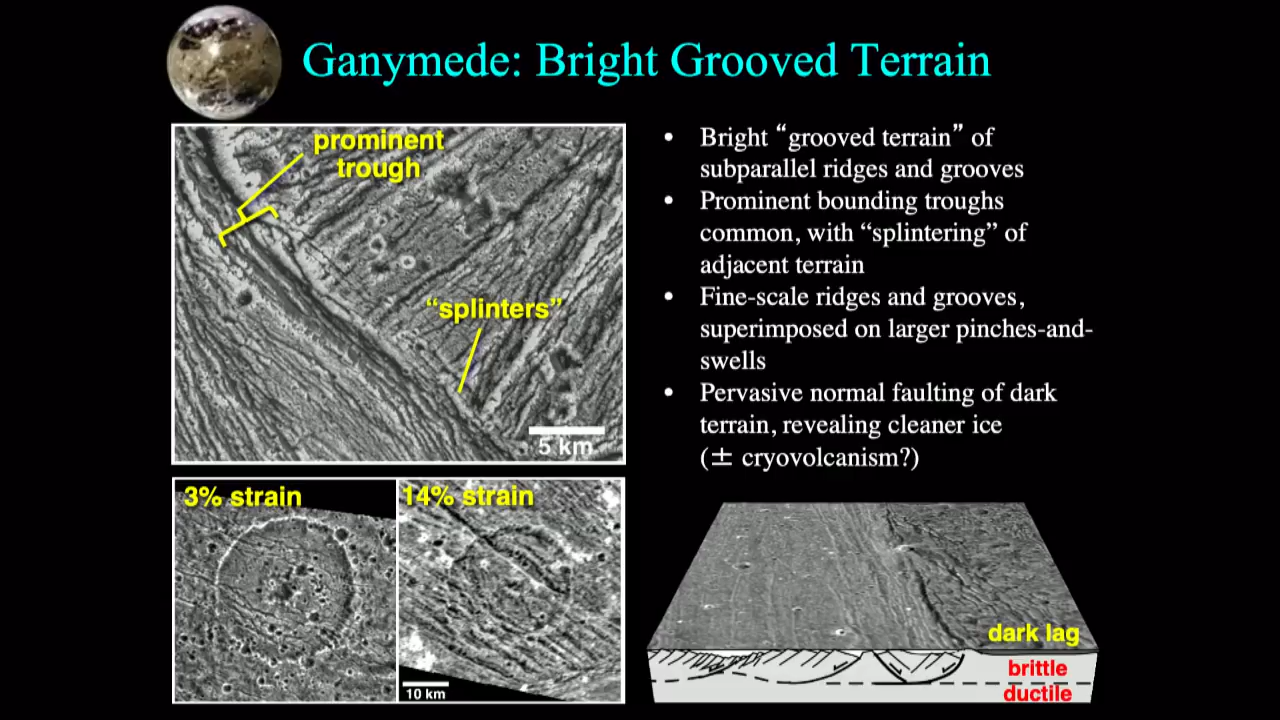 Ganymede: Bright Grooved Terrain
prominent
trough
“splinters”
5 km
3% strain
14% strain
10 km
• Bright “grooved terrain” of
subparallel ridges and grooves
• Prominent bounding troughs
common, with “splintering” of
adjacent terrain
• Fine-scale ridges and grooves,
superimposed on larger pinches-and-
swells
• Pervasive normal faulting of dark
terrain, revealing cleaner ice
(± cryovolcanism?)
dark lag
brittle
ductile